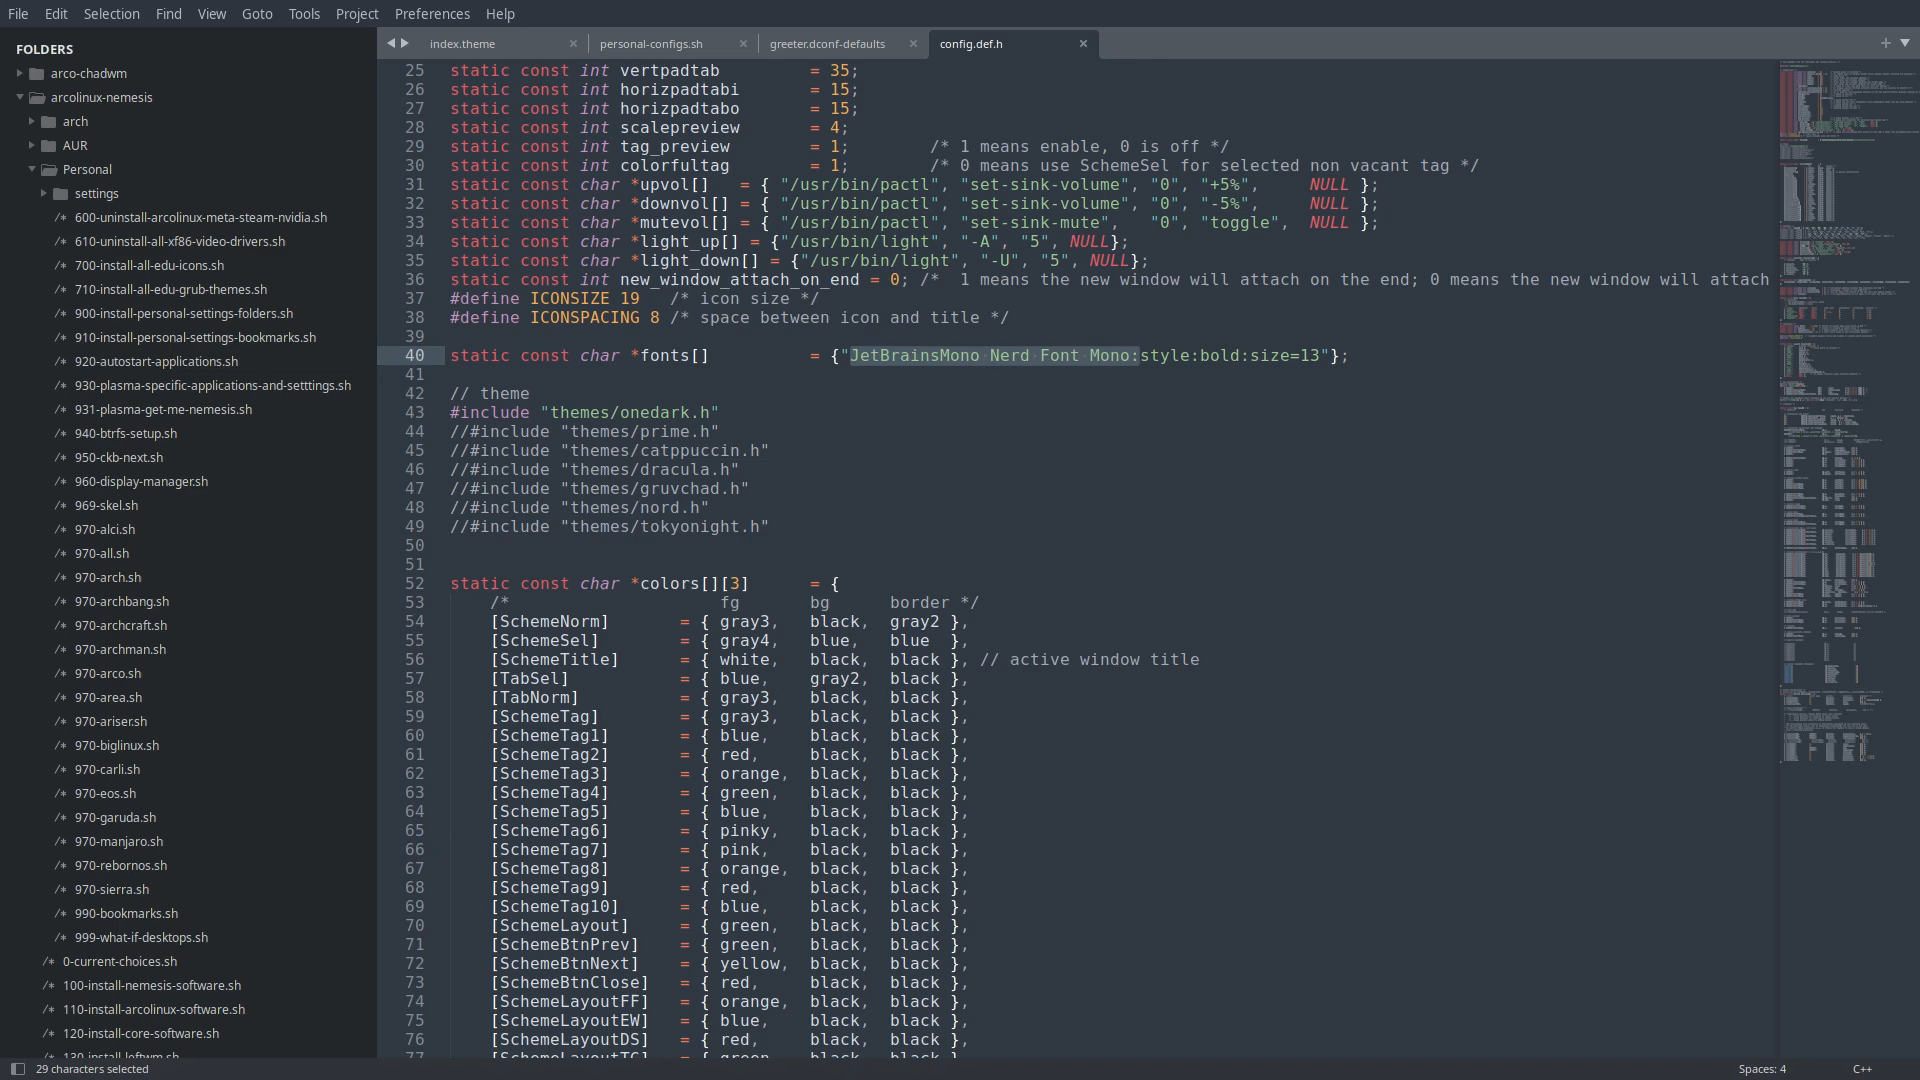 File Edit Selection Find View Goto Tools Project Preferences Help
FOLDERS
arco-chadwm
arcolinux-nemesis
arch
AUR
Personal
settings
/* 600-uninstall-arcolinux-meta-steam-nvidia.sh
/* 610-uninstall-all-xf86-video-drivers.sh
/* 700-install-all-edu-icons.sh
/* 710-install-all-edu-grub-themes.sh
/* 900-install-personal-settings-folders.sh
/* 910-install-personal-settings-bookmarks.sh
/* 920-autostart-applications.sh
/* 930-plasma-specific-applications-and-setttings.sh
/* 931-plasma-get-me-nemesis.sh
/* 940-btrfs-setup.sh
/* 950-ckb-next.sh
/* 960-display-manager.sh
/* 969-skel.sh
/* 970-alci.sh
/* 970-all.sh
/* 970-arch.sh
/* 970-archbang.sh
/* 970-archcraft.sh
/* 970-archman.sh
/* 970-arco.sh
/* 970-area.sh
/* 970-ariser.sh
/* 970-biglinux.sh
/* 970-carli.sh
/* 970-eos.sh
/* 970-garuda.sh
/* 970-manjaro.sh
/* 970-rebornos.sh
/* 970-sierra.sh
/* 990-bookmarks.sh
/* 999-what-if-desktops.sh
/* 0-current-choices.sh
/* 100-install-nemesis-software.sh
/* 110-install-arcolinux-software.sh
/* 120-install-core-software.sh
/* 130-install-leftwm.sh
index.theme × personal-configs.sh × greeter.dconf-defaults × config.def.h ×
25 static const int vertpadtab = 35;
26 static const int horizpadtabi = 15;
27 static const int horizpadtabo = 15;
28 static const int scalepreview = 4;
29 static const int tag_preview = 1; /* 1 means enable, 0 is off */
30 static const int colorfultag = 1; /* 0 means use SchemeSel for selected non vacant tag */
31 static const char *upvol[] = { "/usr/bin/pactl", "set-sink-volume", "0", "+5%", NULL };
32 static const char *downvol[] = { "/usr/bin/pactl", "set-sink-volume", "0", "-5%", NULL };
33 static const char *mutevol[] = { "/usr/bin/pactl", "set-sink-mute", "0", "toggle", NULL };
34 static const char *light_up[] = {"/usr/bin/light", "-A", "5", NULL};
35 static const char *light_down[] = {"/usr/bin/light", "-U", "5", NULL};
36 static const int new_window_attach_on_end = 0; /* 1 means the new window will attach on the end; 0 means the new window will attach
37 #define ICONSIZE 19 /* icon size */
38 #define ICONSPACING 8 /* space between icon and title */
39
40 static const char *fonts[] = {"JetBrainsMono Nerd Font Mono:style:bold:size=13"};
41
42 // theme
43 #include "themes/onedark.h"
44 //#include "themes/prime.h"
45 //#include "themes/catppuccin.h"
46 //#include "themes/dracula.h"
47 //#include "themes/gruvchad.h"
48 //#include "themes/nord.h"
49 //#include "themes/tokyonight.h"
50
51
52 static const char *colors[][3] = {
53 /* fg bg border */
54 [SchemeNorm] = { gray3, black, gray2 },
55 [SchemeSel] = { gray4, blue, blue },
56 [SchemeTitle] = { white, black, black }, // active window title
57 [TabSel] = { blue, gray2, black },
58 [TabNorm] = { gray3, black, black },
59 [SchemeTag] = { gray3, black, black },
60 [SchemeTag1] = { blue, black, black },
61 [SchemeTag2] = { red, black, black },
62 [SchemeTag3] = { orange, black, black },
63 [SchemeTag4] = { green, black, black },
64 [SchemeTag5] = { blue, black, black },
65 [SchemeTag6] = { pinky, black, black },
66 [SchemeTag7] = { pink, black, black },
67 [SchemeTag8] = { orange, black, black },
68 [SchemeTag9] = { red, black, black },
69 [SchemeTag10] = { blue, black, black },
70 [SchemeLayout] = { green, black, black },
71 [SchemeBtnPrev] = { green, black, black },
72 [SchemeBtnNext] = { yellow, black, black },
73 [SchemeBtnClose] = { red, black, black },
74 [SchemeLayoutFF] = { orange, black, black },
75 [SchemeLayoutEW] = { blue, black, black },
76 [SchemeLayoutDS] = { red, black, black },
77 [SchemeLayoutTG] = { green, black, black },
29 characters selected
Spaces: 4 C++